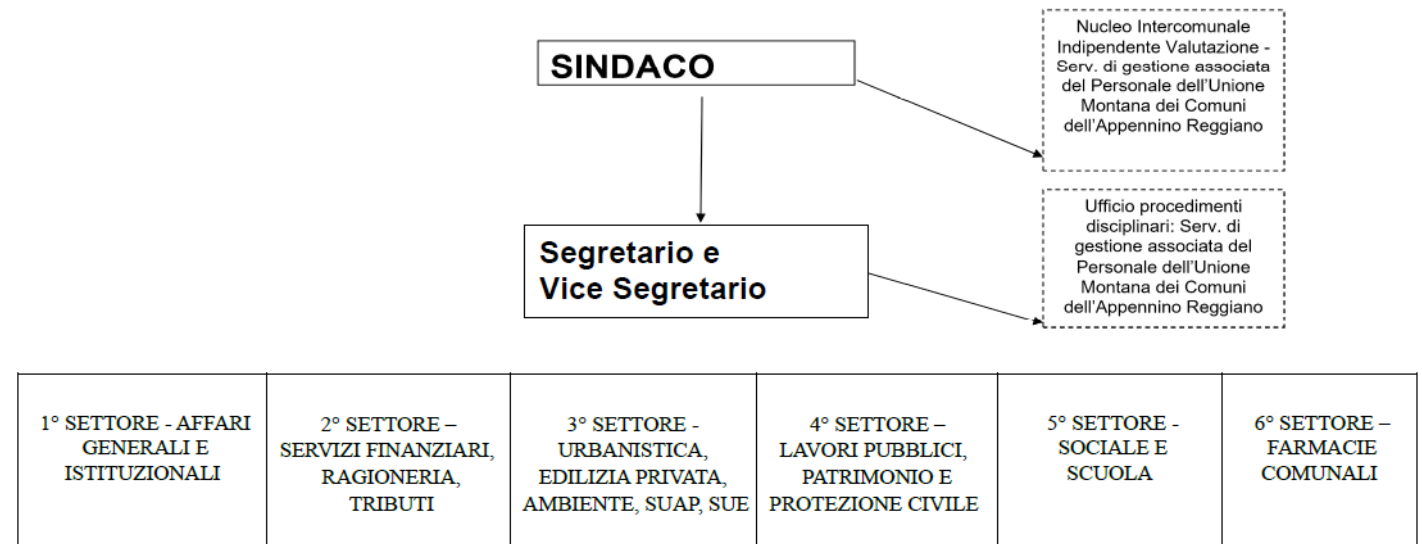 SINDACO
Nucleo Intercomunale
Indipendente Valutazione -
Serv. di gestione associata
del Personale dell'Unione
Montana dei Comuni
dell'Appennino Reggiano
Segretario e
Vice Segretario
Ufficio procedimenti
disciplinari: Serv. di
gestione associata del
Personale dell'Unione
Montana dei Comuni
dell'Appennino Reggiano
1° SETTORE - AFFARI
GENERALI E
ISTITUZIONALI
2° SETTORE –
SERVIZI FINANZIARI,
RAGIONERIA,
TRIBUTI
3° SETTORE -
URBANISTICA,
EDILIZIA PRIVATA,
AMBIENTE, SUAP, SUE
4° SETTORE –
LAVORI PUBBLICI,
PATRIMONIO E
PROTEZIONE CIVILE
5° SETTORE -
SOCIALE E
SCUOLA
6° SETTORE –
FARMACIE
COMUNALI